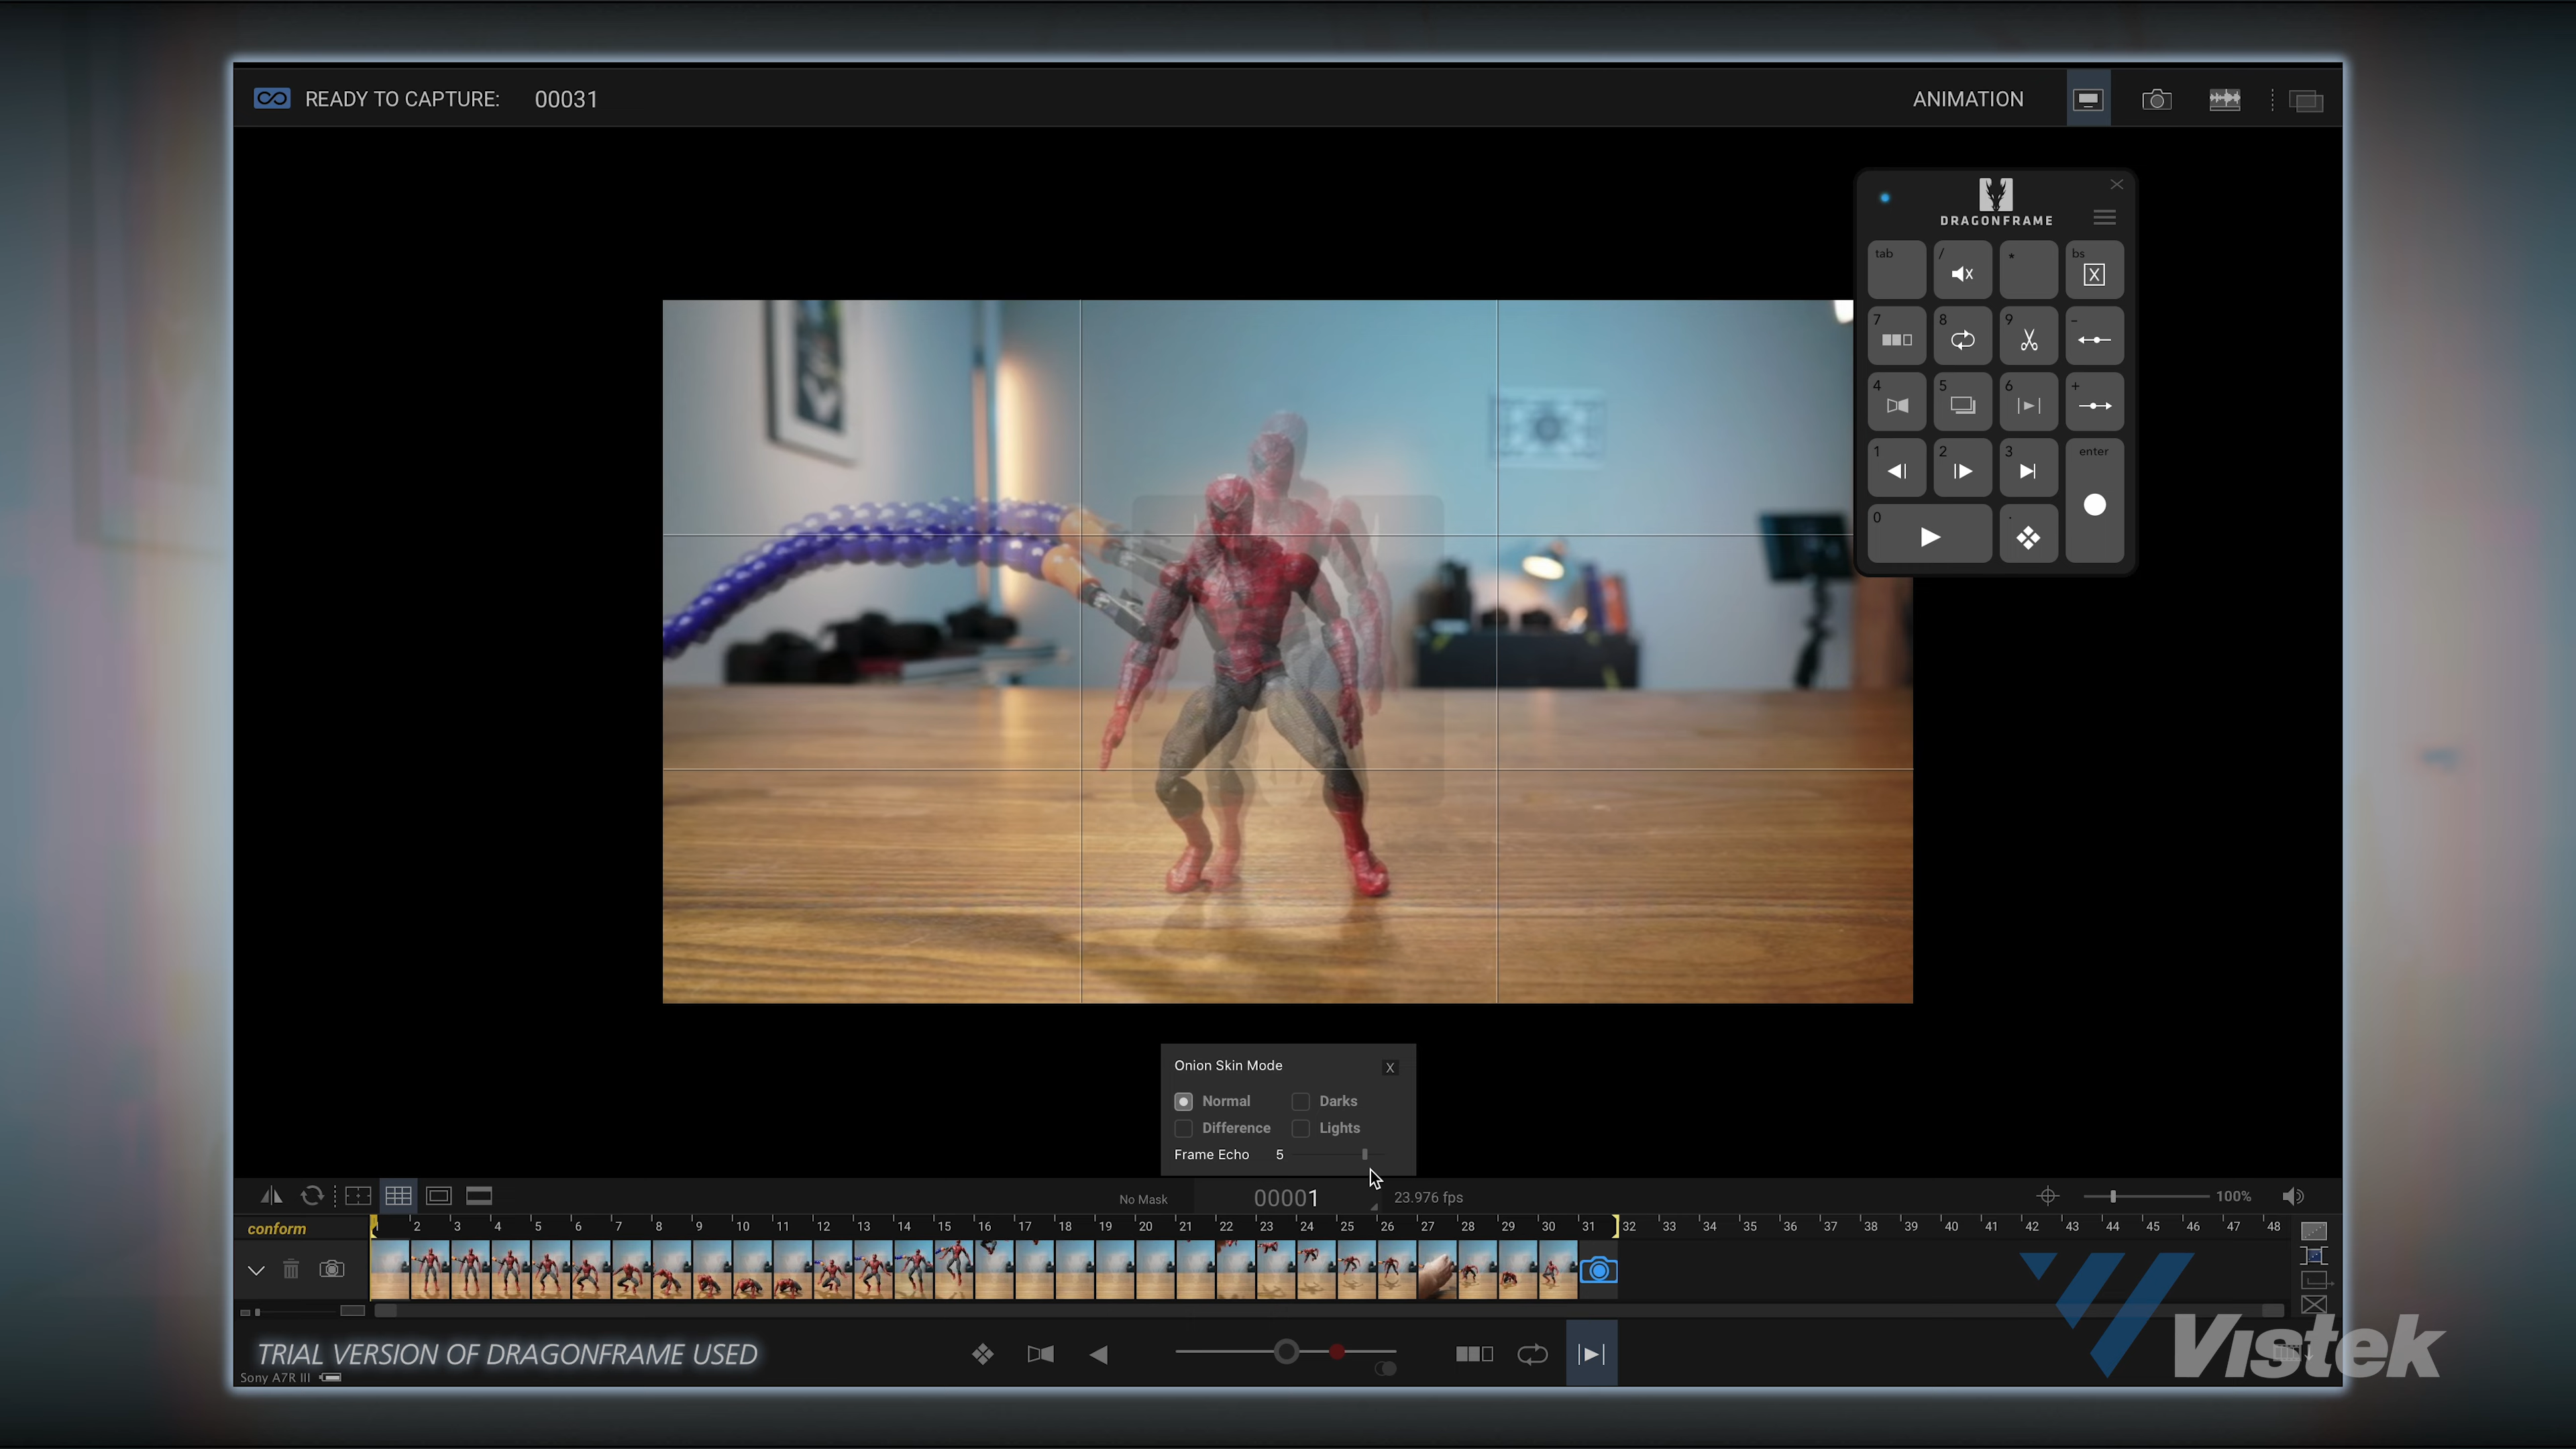 READY TO CAPTURE: 00031
ANIMATION
DRAGONFRAME
tab / * bs
X
7 8 9 -
4 5 6 +
1 2 3 enter
0 .
Onion Skin Mode X
Normal Darks
Difference Lights
Frame Echo 5
No Mask 00001 23.976 fps 100%
conform 2 3 4 5 6 7 8 9 10 11 12 13 14 15 16 17 18 19 20 21 22 23 24 25 26 27 28 29 30 31 32 33 34 35 36 37 38 39 40 41 42 43 44 45 46 47 48
TRIAL VERSION OF DRAGONFRAME USED
Vistek
Sony A7R III